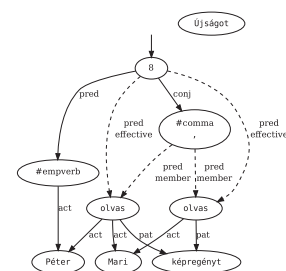 Újságot
8
pred
pred
effective
conj
pred
effective
#comma
,
#empverb
pred
member
pred
member
olvas
olvas
act
act
act
pat
act
pat
Péter
Mari
képregényt